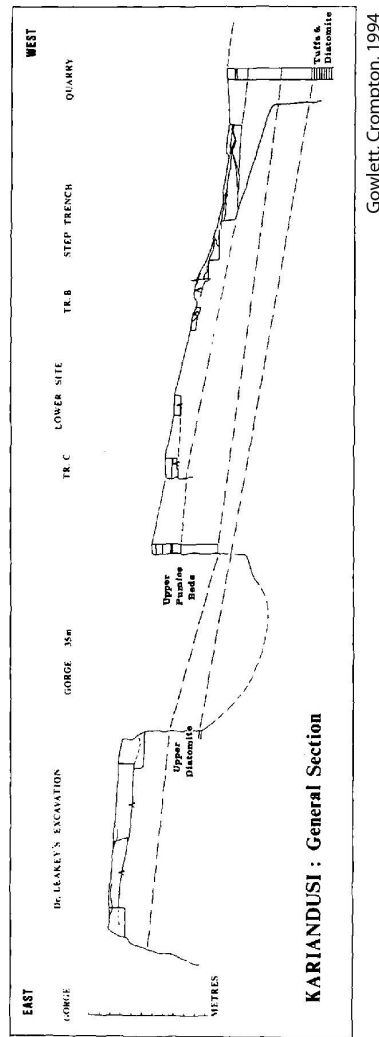 EAST
WEST
GORGE
Dr. LEAKEY'S EXCAVATION
GORGE 35m
TR. C
LOWER SITE
TR.B
STEP TRENCH
QUARRY
METRES
Upper
Diatomite
Upper
Pumice
Beds
Tuffs &
Diatomite
KARIANDUSI : General Section
Gowlett, Crompton, 1994